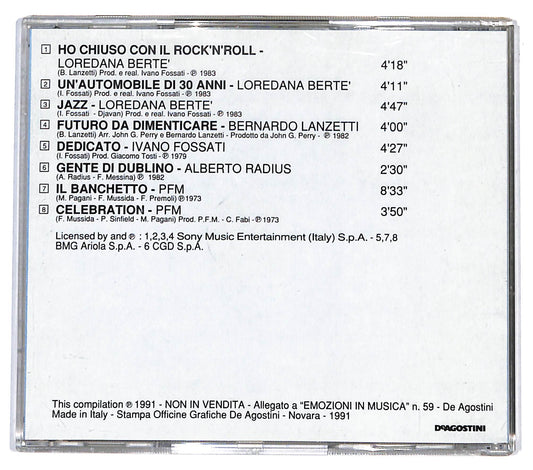 1 HO CHIUSO CON IL ROCK'N'ROLL -
LOREDANA BERTE' 4'18"
(B. Lanzetti) Prod. e real. Ivano Fossati - ℗ 1983
2 UN'AUTOMOBILE DI 30 ANNI - LOREDANA BERTE' 4'11"
(I. Fossati) Prod. e real. Ivano Fossati - ℗ 1983
3 JAZZ - LOREDANA BERTE' 4'47"
(I. Fossati - Djavan) Prod. e real. Ivano Fossati - ℗ 1983
4 FUTURO DA DIMENTICARE - BERNARDO LANZETTI 4'00"
(B. Lanzetti) Arr. John G. Perry e Bernardo Lanzetti - Prodotto da John G. Perry - ℗ 1982
5 DEDICATO - IVANO FOSSATI 4'27"
(I. Fossati) Prod. Giacomo Tosti - ℗ 1979
6 GENTE DI DUBLINO - ALBERTO RADIUS 2'30"
(A. Radius - F. Messina) ℗ 1982
7 IL BANCHETTO - PFM 8'33"
(M. Pagani - F. Mussida - F. Premoli) ℗1973
8 CELEBRATION - PFM 3'50"
(F. Mussida - P. Sinfield - M. Pagani) Prod. P.F.M. - C. Fabi - ℗1973
Licensed by and ℗ : 1,2,3,4 Sony Music Entertainment (Italy) S.p.A. - 5,7,8
BMG Ariola S.p.A. - 6 CGD S.p.A.
This compilation ℗ 1991 - NON IN VENDITA - Allegato a "EMOZIONI IN MUSICA" n. 59 - De Agostini
Made in Italy - Stampa Officine Grafiche De Agostini - Novara - 1991
DEAGOSTINI